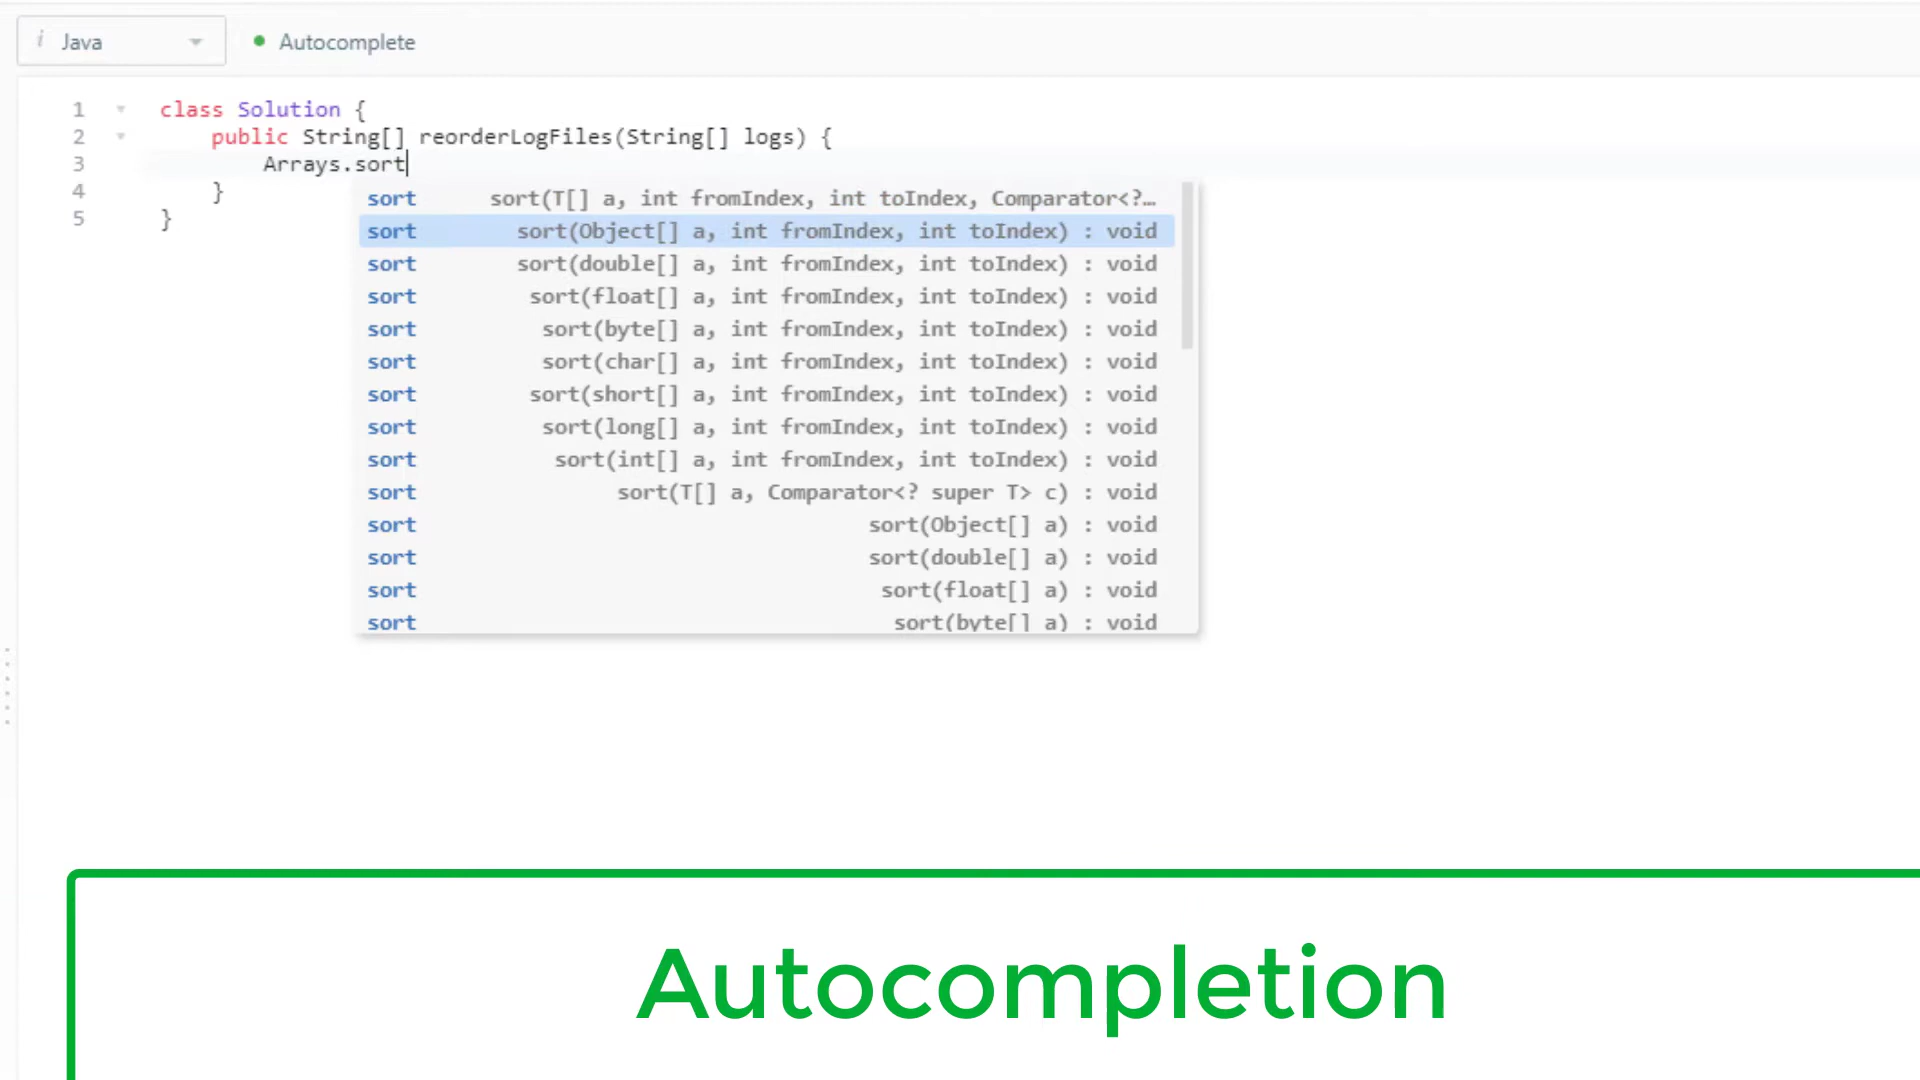 i Java Autocomplete
1 class Solution {
2 public String[] reorderLogFiles(String[] logs) {
3 Arrays.sort
4 }
5 }
sort sort(T[] a, int fromIndex, int toIndex, Comparator<?…
sort sort(Object[] a, int fromIndex, int toIndex) : void
sort sort(double[] a, int fromIndex, int toIndex) : void
sort sort(float[] a, int fromIndex, int toIndex) : void
sort sort(byte[] a, int fromIndex, int toIndex) : void
sort sort(char[] a, int fromIndex, int toIndex) : void
sort sort(short[] a, int fromIndex, int toIndex) : void
sort sort(long[] a, int fromIndex, int toIndex) : void
sort sort(int[] a, int fromIndex, int toIndex) : void
sort sort(T[] a, Comparator<? super T> c) : void
sort sort(Object[] a) : void
sort sort(double[] a) : void
sort sort(float[] a) : void
sort sort(byte[] a) : void
Autocompletion